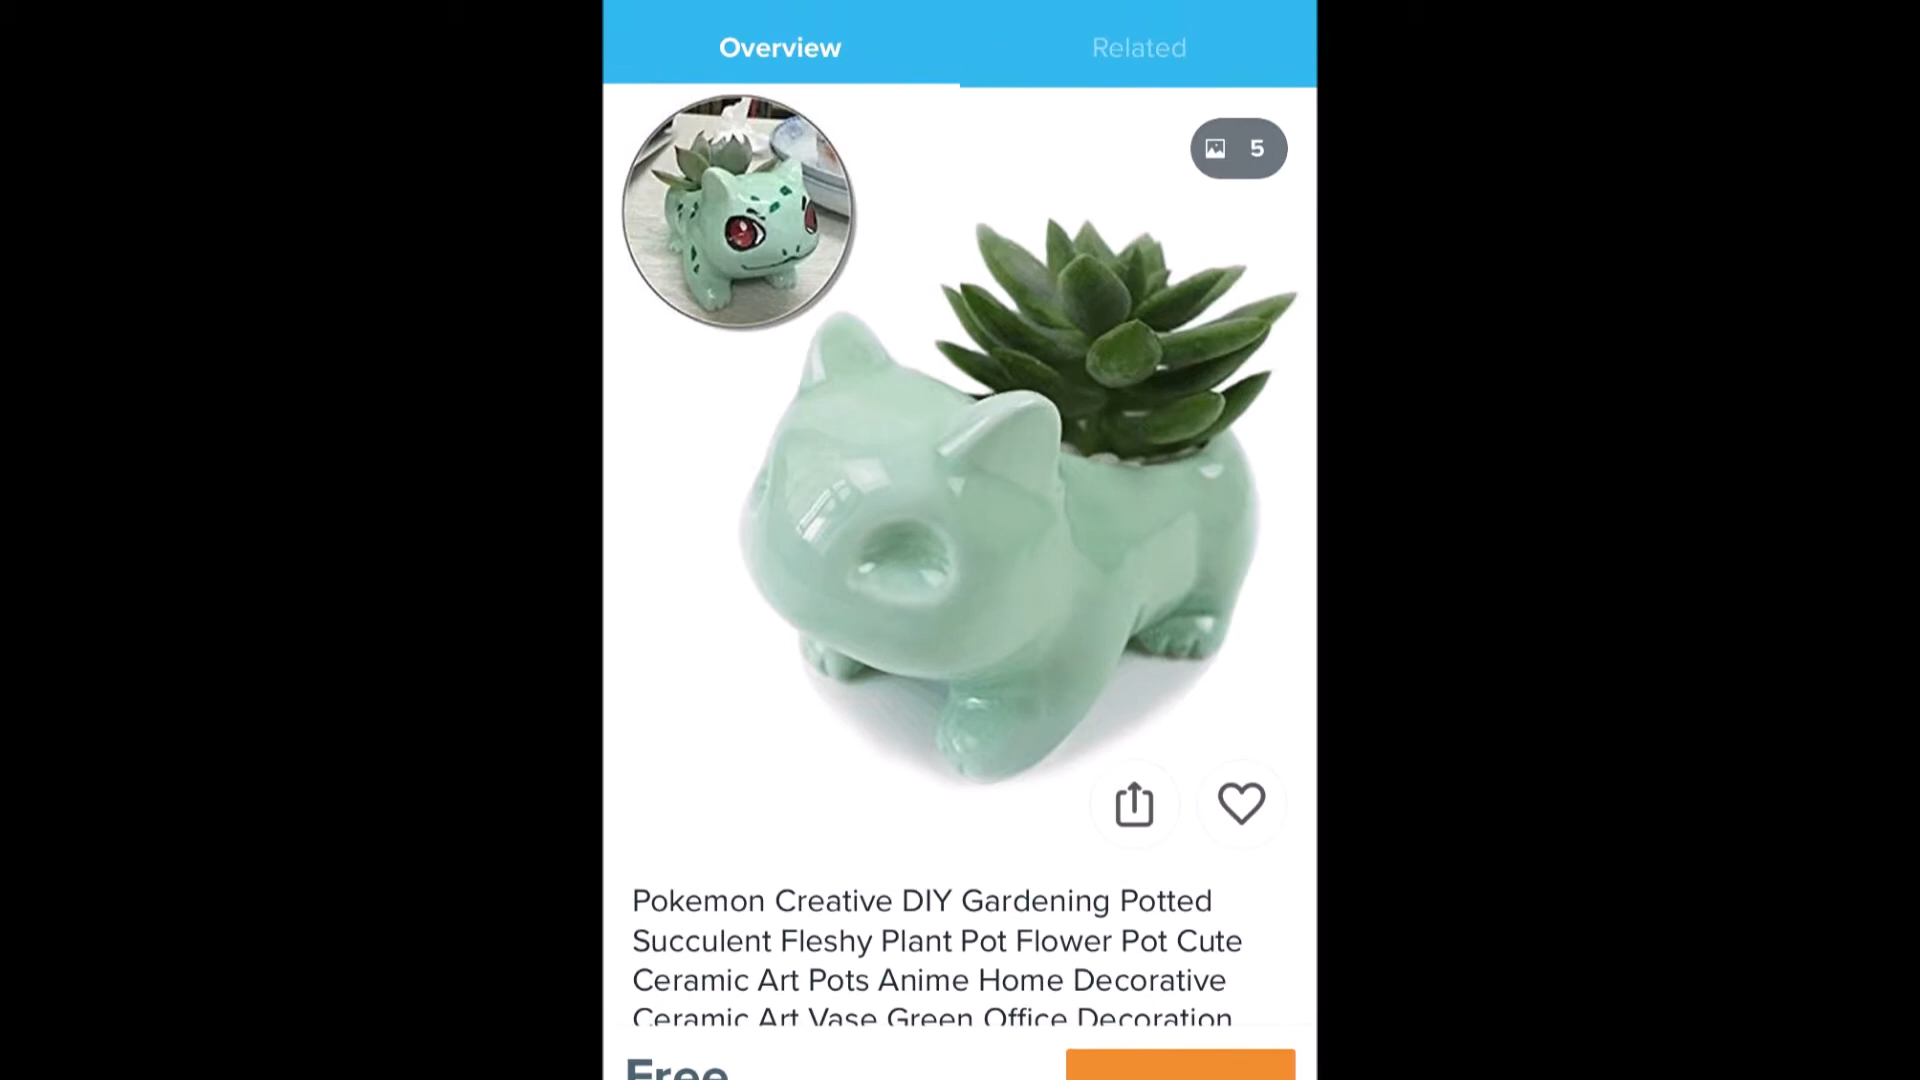 Overview
Related
5
Pokemon Creative DIY Gardening Potted
Succulent Fleshy Plant Pot Flower Pot Cute
Ceramic Art Pots Anime Home Decorative
Ceramic Art Vase Green Office Decoration
Free